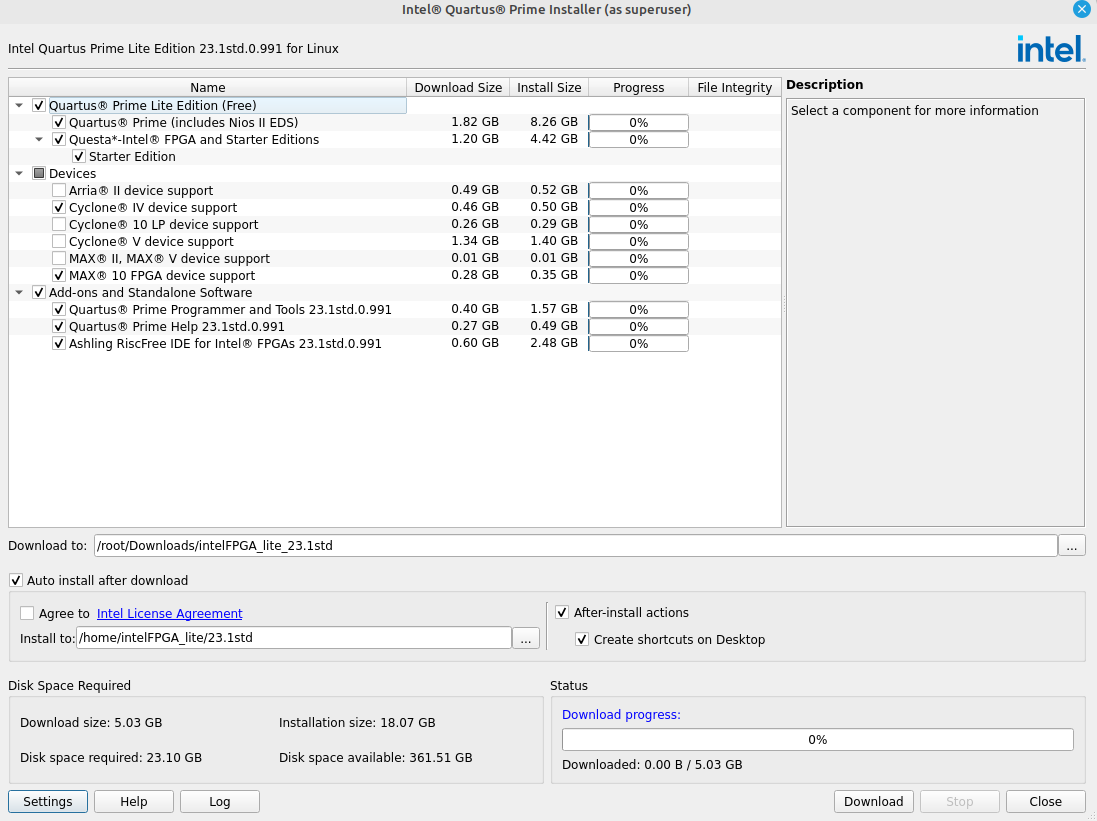 Intel® Quartus® Prime Installer (as superuser)
Intel Quartus Prime Lite Edition 23.1std.0.991 for Linux
intel.
Name Download Size Install Size Progress File Integrity
Quartus® Prime Lite Edition (Free)
Quartus® Prime (includes Nios II EDS) 1.82 GB 8.26 GB 0%
Questa*-Intel® FPGA and Starter Editions 1.20 GB 4.42 GB 0%
Starter Edition
Devices
Arria® II device support 0.49 GB 0.52 GB 0%
Cyclone® IV device support 0.46 GB 0.50 GB 0%
Cyclone® 10 LP device support 0.26 GB 0.29 GB 0%
Cyclone® V device support 1.34 GB 1.40 GB 0%
MAX® II, MAX® V device support 0.01 GB 0.01 GB 0%
MAX® 10 FPGA device support 0.28 GB 0.35 GB 0%
Add-ons and Standalone Software
Quartus® Prime Programmer and Tools 23.1std.0.991 0.40 GB 1.57 GB 0%
Quartus® Prime Help 23.1std.0.991 0.27 GB 0.49 GB 0%
Ashling RiscFree IDE for Intel® FPGAs 23.1std.0.991 0.60 GB 2.48 GB 0%
Description
Select a component for more information
Download to: /root/Downloads/intelFPGA_lite_23.1std ...
Auto install after download
Agree to Intel License Agreement
Install to: /home/intelFPGA_lite/23.1std ...
After-install actions
Create shortcuts on Desktop
Disk Space Required
Download size: 5.03 GB Installation size: 18.07 GB
Disk space required: 23.10 GB Disk space available: 361.51 GB
Status
Download progress:
0%
Downloaded: 0.00 B / 5.03 GB
Settings Help Log Download Stop Close